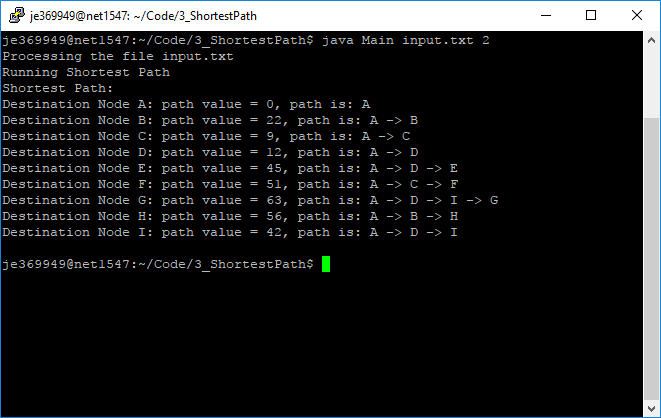 je369949@net1547: ~/Code/3_ShortestPath
je369949@net1547:~/Code/3_ShortestPath$ java Main input.txt 2
Processing the file input.txt
Running Shortest Path
Shortest Path:
Destination Node A: path value = 0, path is: A
Destination Node B: path value = 22, path is: A -> B
Destination Node C: path value = 9, path is: A -> C
Destination Node D: path value = 12, path is: A -> D
Destination Node E: path value = 45, path is: A -> D -> E
Destination Node F: path value = 51, path is: A -> C -> F
Destination Node G: path value = 63, path is: A -> D -> I -> G
Destination Node H: path value = 56, path is: A -> B -> H
Destination Node I: path value = 42, path is: A -> D -> I
je369949@net1547:~/Code/3_ShortestPath$